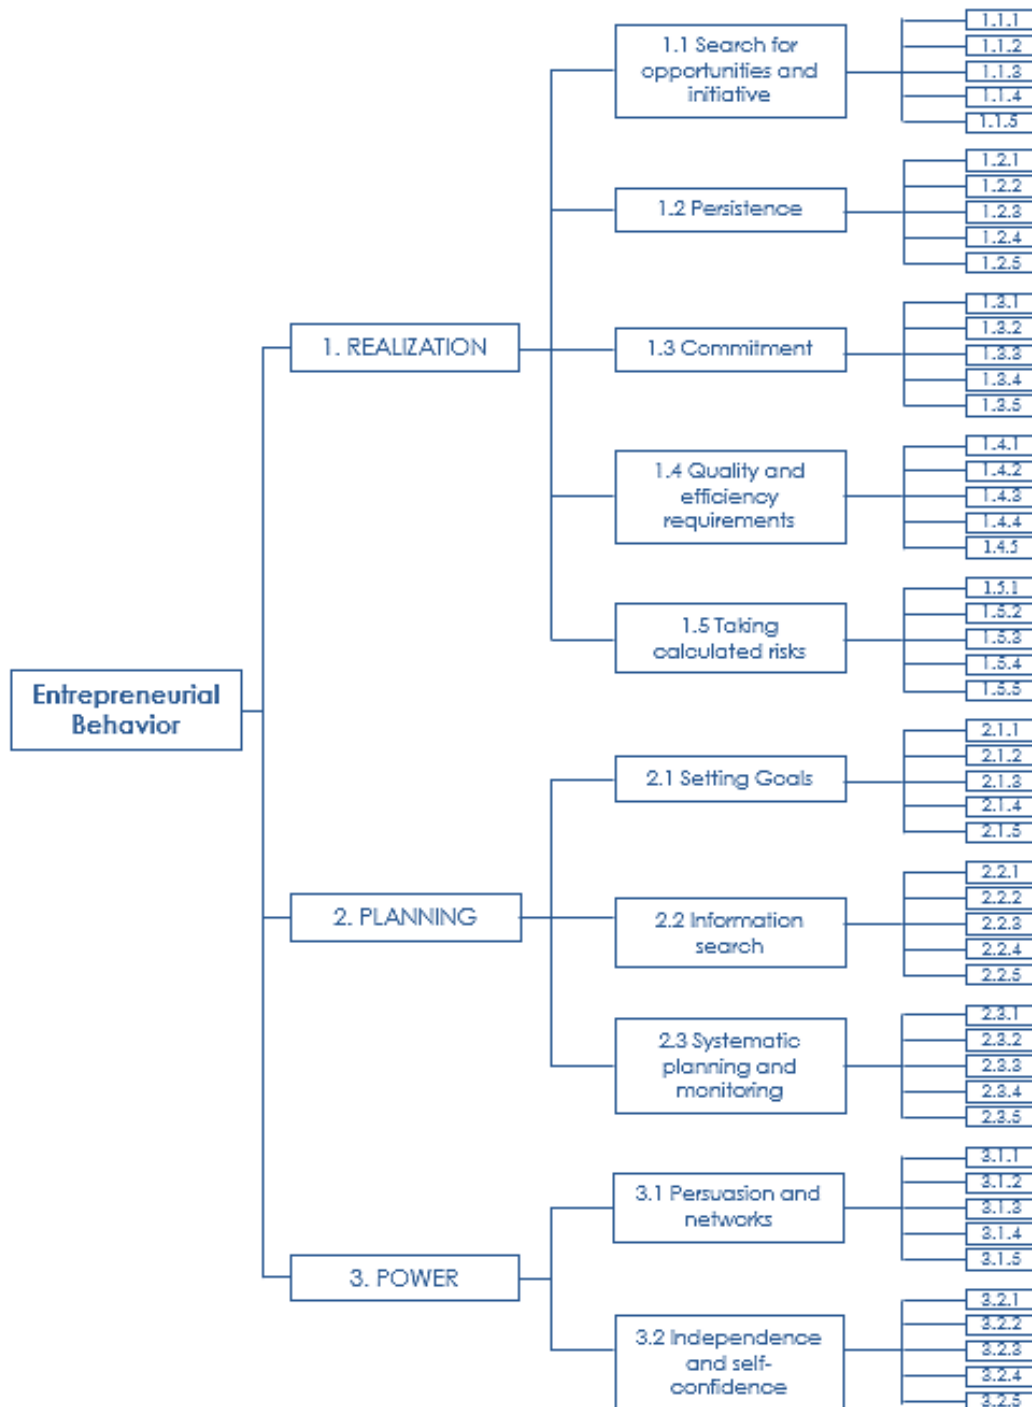 1.1 Search for
opportunities and
initiative
1.1.1
1.1.2
1.1.3
1.1.4
1.1.5
1.2 Persistence
1.2.1
1.2.2
1.2.3
1.2.4
1.2.5
1. REALIZATION
1.3 Commitment
1.3.1
1.3.2
1.3.3
1.3.4
1.3.5
1.4 Quality and
efficiency
requirements
1.4.1
1.4.2
1.4.3
1.4.4
1.4.5
1.5 Taking
calculated risks
1.5.1
1.5.2
1.5.3
1.5.4
1.5.5
Entrepreneurial
Behavior
2.1 Setting Goals
2.1.1
2.1.2
2.1.3
2.1.4
2.1.5
2. PLANNING
2.2 Information
search
2.2.1
2.2.2
2.2.3
2.2.4
2.2.5
2.3 Systematic
planning and
monitoring
2.3.1
2.3.2
2.3.3
2.3.4
2.3.5
3.1 Persuasion and
networks
3.1.1
3.1.2
3.1.3
3.1.4
3.1.5
3. POWER
3.2 Independence
and self-
confidence
3.2.1
3.2.2
3.2.3
3.2.4
3.2.5